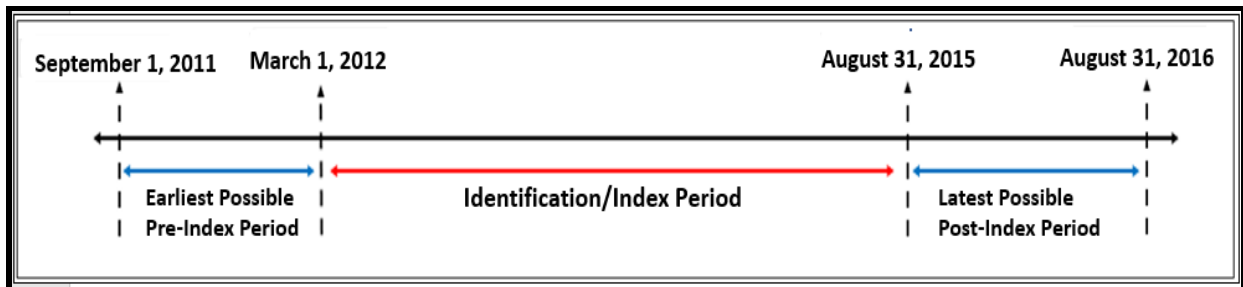 September 1, 2011
March 1, 2012
August 31, 2015
August 31, 2016
Earliest Possible
Pre-Index Period
Identification/Index Period
Latest Possible
Post-Index Period